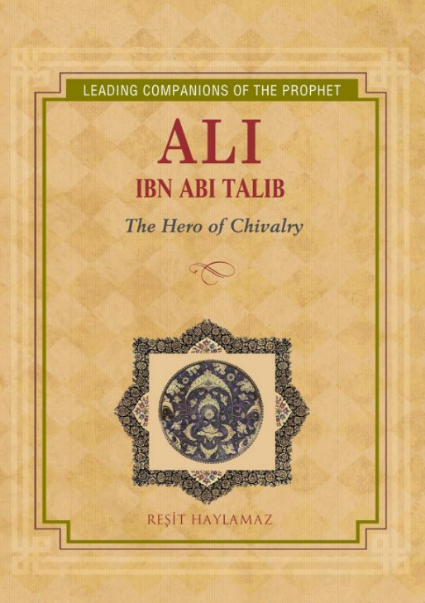 LEADING COMPANIONS OF THE PROPHET
ALI
IBN ABI TALIB
The Hero of Chivalry
REŞİT HAYLAMAZ